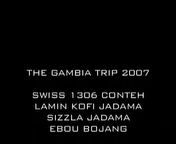 THE GAMBIA TRIP 2007
SWISS 1306 CONTEH
LAMIN KOFI JADAMA
SIZZLA JADAMA
EBOU BOJANG